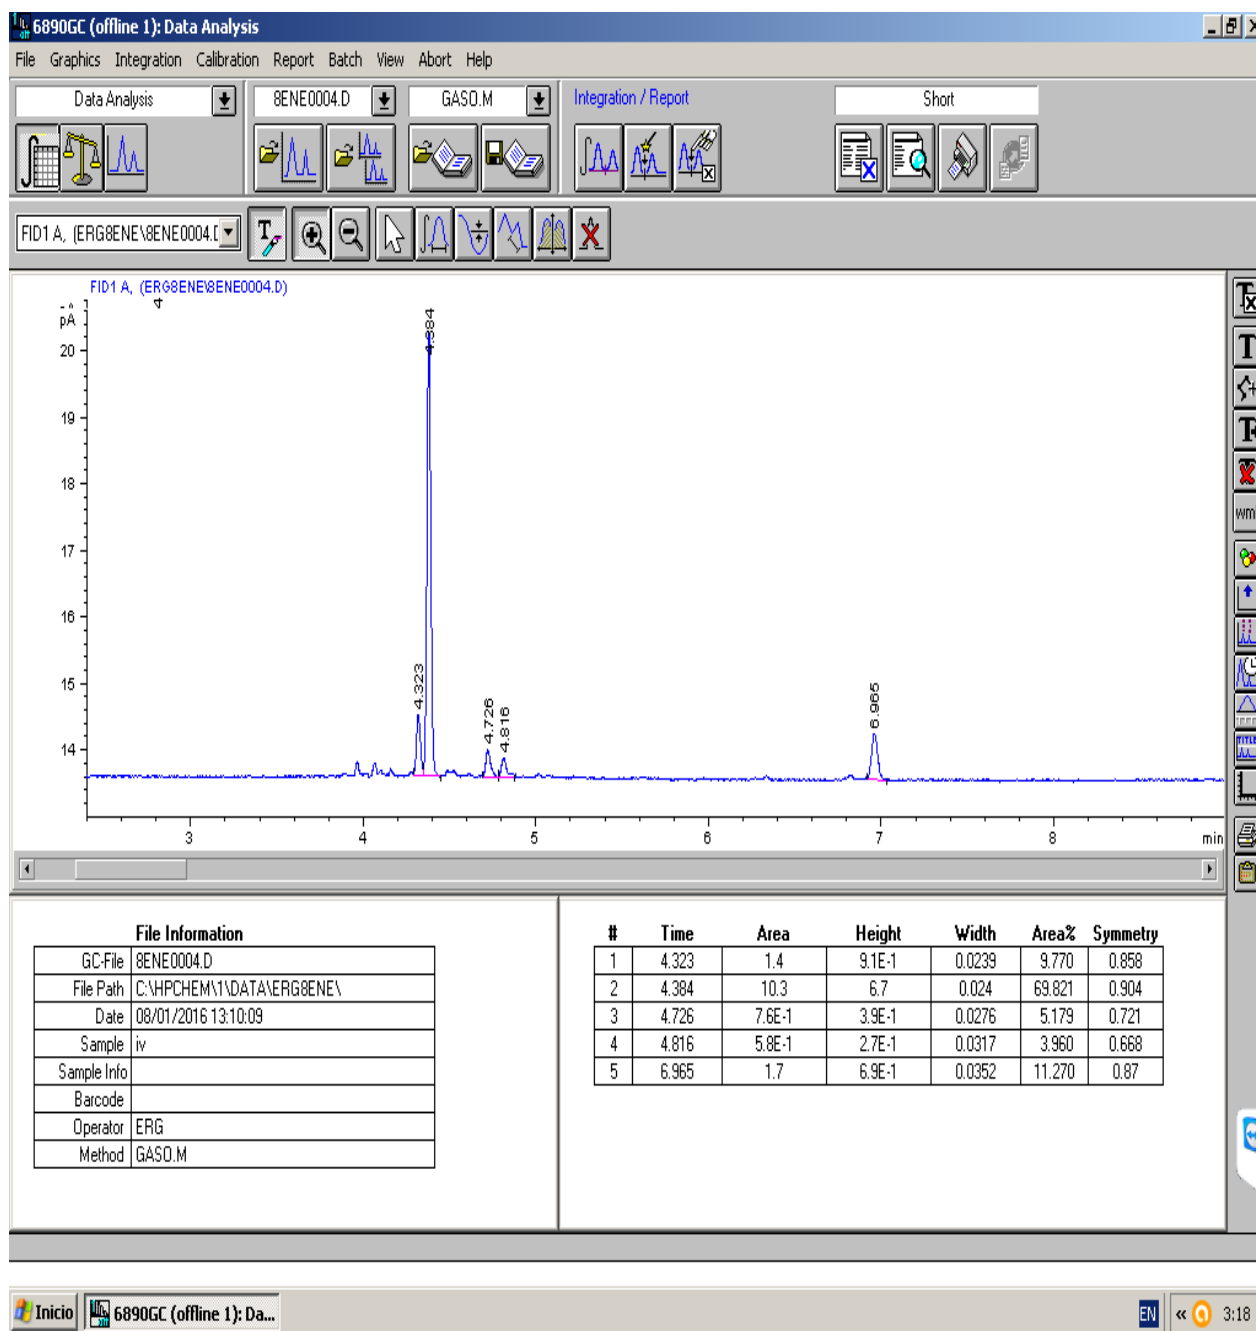 6890GC (offline 1): Data Analysis
File Graphics Integration Calibration Report Batch View Abort Help
Data Analysis 8ENE0004.D GASO.M Integration / Report Short
FID1 A, (ERG8ENE\8ENE0004.D
FID1 A, (ERG8ENE\8ENE0004.D)
pA
20
19
18
17
16
15
14
4.323
4.384
4.726
4.816
6.965
3 4 5 6 7 8 min
File Information
GC-File 8ENE0004.D
File Path C:\HPCHEM\1\DATA\ERG8ENE\
Date 08/01/2016 13:10:09
Sample iv
Sample Info
Barcode
Operator ERG
Method GASO.M
# Time Area Height Width Area% Symmetry
1 4.323 1.4 9.1E-1 0.0239 9.770 0.858
2 4.384 10.3 6.7 0.024 69.821 0.904
3 4.726 7.6E-1 3.9E-1 0.0276 5.179 0.721
4 4.816 5.8E-1 2.7E-1 0.0317 3.960 0.668
5 6.965 1.7 6.9E-1 0.0352 11.270 0.87
Inicio 6890GC (offline 1): Da... EN « 3:18